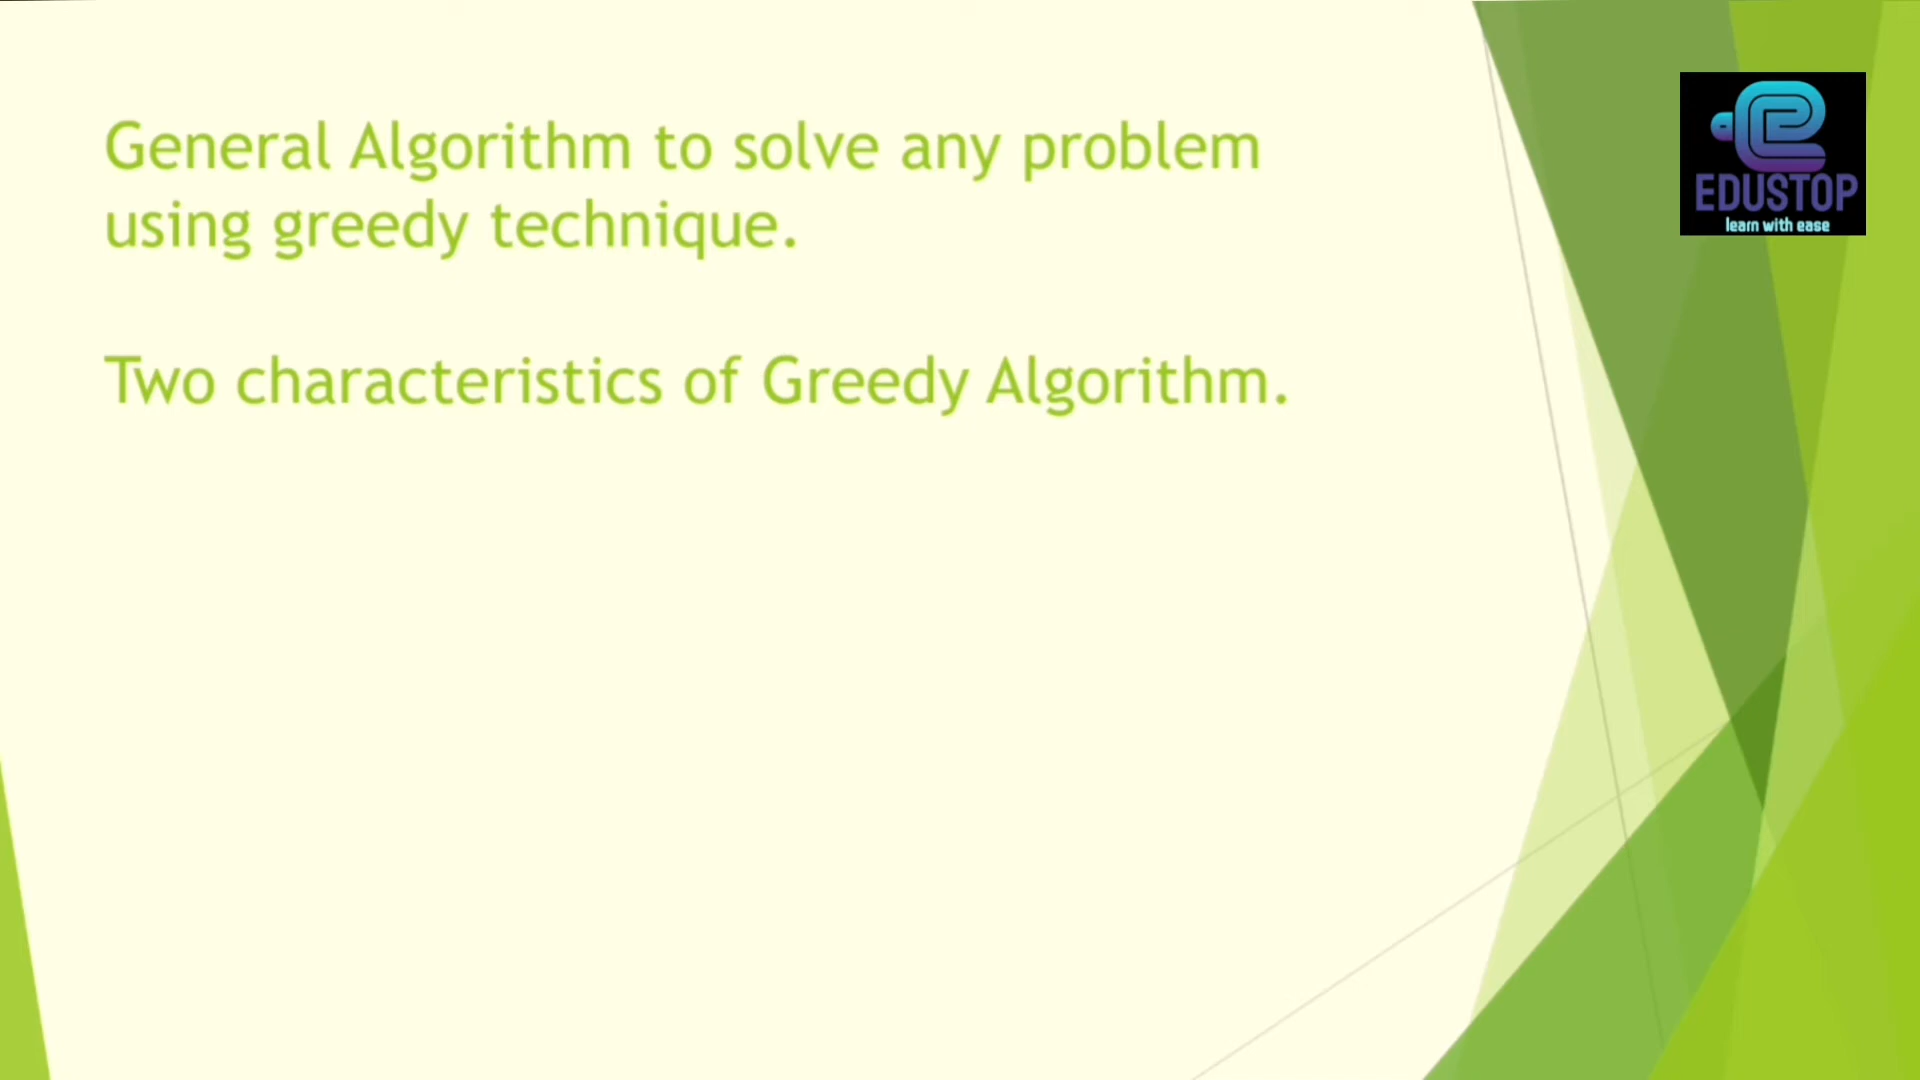 General Algorithm to solve any problem
using greedy technique.
Two characteristics of Greedy Algorithm.
EDUSTOP
learn with ease